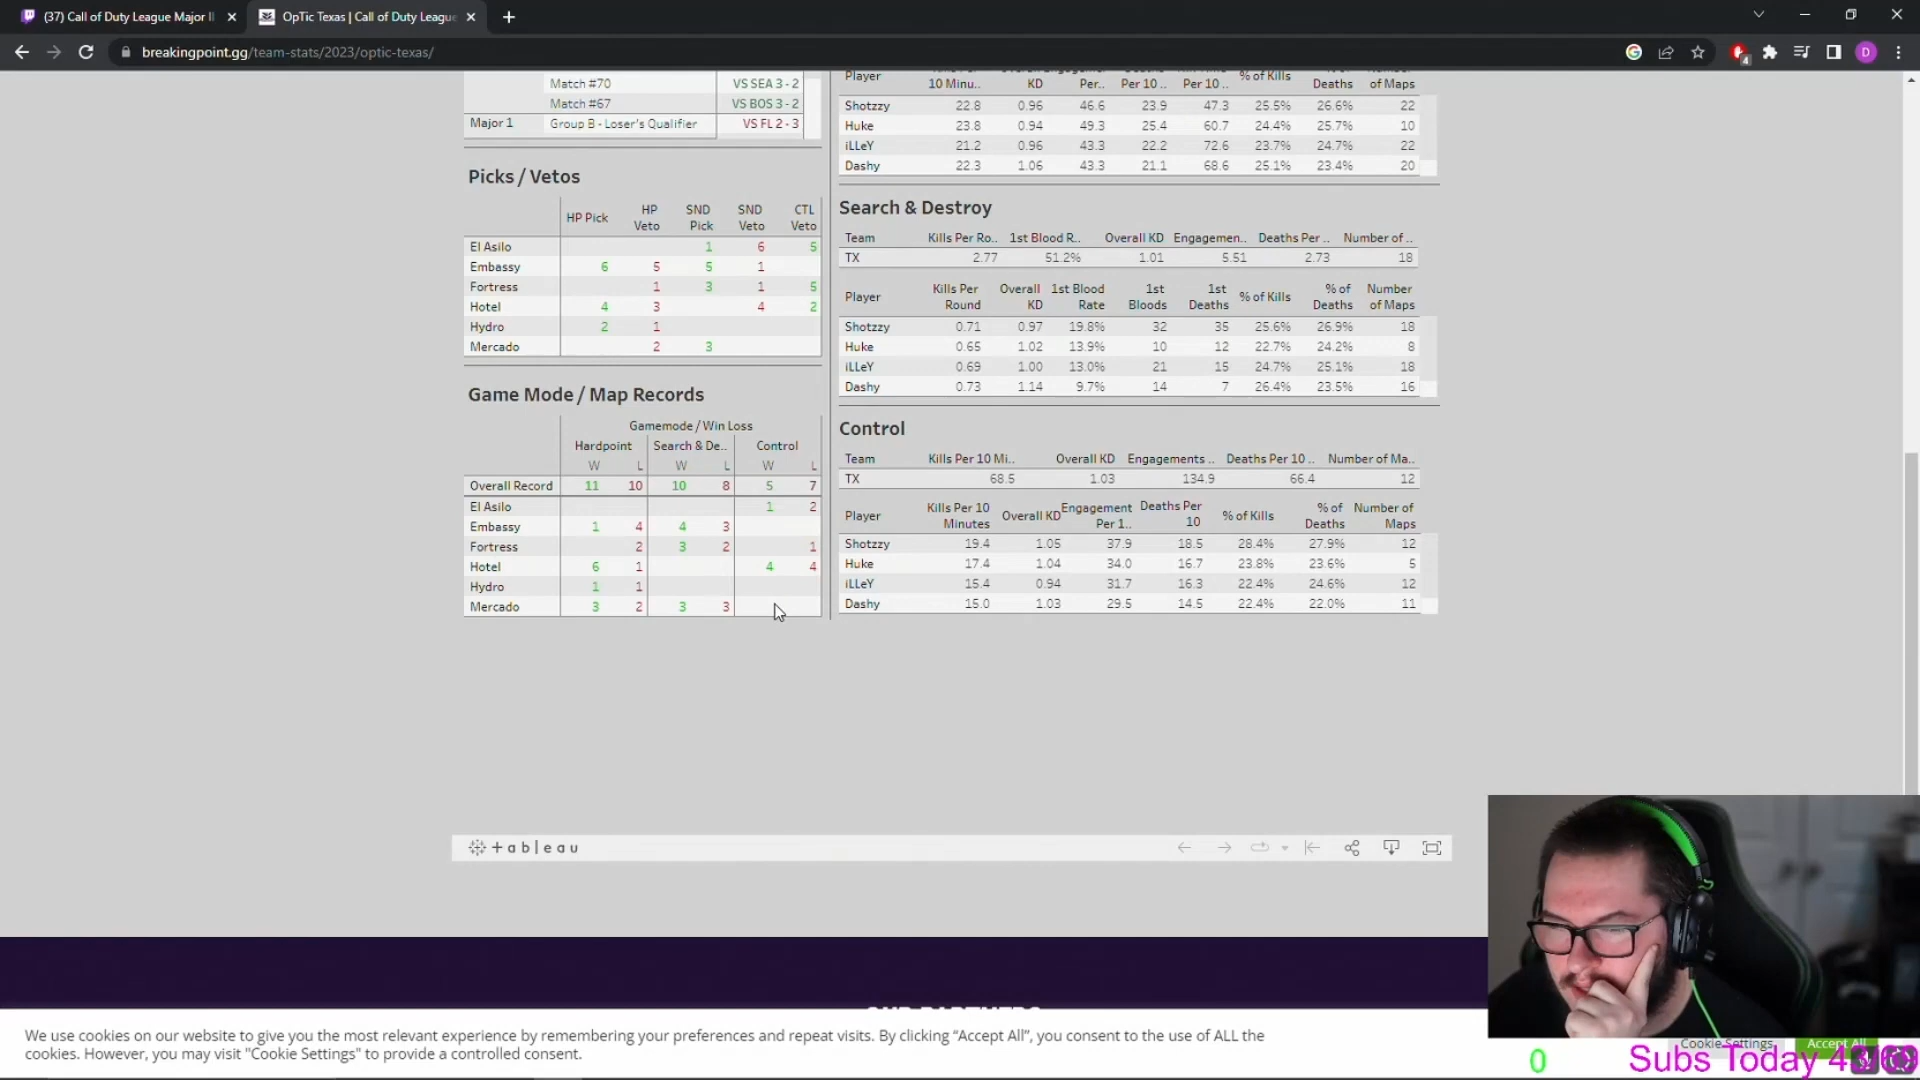 (37) Call of Duty League Major II
OpTic Texas | Call of Duty League
breakingpoint.gg/team-stats/2023/optic-texas/
4
D
Match #70 VS SEA 3 - 2
Match #67 VS BOS 3 - 2
Major 1 Group B - Loser's Qualifier VS FL 2 - 3
Picks / Vetos
HP Pick HP Veto SND Pick SND Veto CTL Veto
El Asilo 1 6 5
Embassy 6 5 5 1
Fortress 1 3 1 5
Hotel 4 3 4 2
Hydro 2 1
Mercado 2 3
Game Mode / Map Records
Gamemode / Win Loss
Hardpoint Search & De.. Control
W L W L W L
Overall Record 11 10 10 8 5 7
El Asilo 1 2
Embassy 1 4 4 3
Fortress 2 3 2 1
Hotel 6 1 4 4
Hydro 1 1
Mercado 3 2 3 3
Player 10 Minu.. KD Per.. Per 10 .. Per 10 .. % of Kills Deaths of Maps
Shotzzy 22.8 0.96 46.6 23.9 47.3 25.5% 26.6% 22
Huke 23.8 0.94 49.3 25.4 60.7 24.4% 25.7% 10
iLLeY 21.2 0.96 43.3 22.2 72.6 23.7% 24.7% 22
Dashy 22.3 1.06 43.3 21.1 68.6 25.1% 23.4% 20
Search & Destroy
Team Kills Per Ro.. 1st Blood R.. Overall KD Engagemen.. Deaths Per .. Number of ..
TX 2.77 51.2% 1.01 5.51 2.73 18
Player Kills Per Round Overall KD 1st Blood Rate 1st Bloods 1st Deaths % of Kills % of Deaths Number of Maps
Shotzzy 0.71 0.97 19.8% 32 35 25.6% 26.9% 18
Huke 0.65 1.02 13.9% 10 12 22.7% 24.2% 8
iLLeY 0.69 1.00 13.0% 21 15 24.7% 25.1% 18
Dashy 0.73 1.14 9.7% 14 7 26.4% 23.5% 16
Control
Team Kills Per 10 Mi.. Overall KD Engagements .. Deaths Per 10 .. Number of Ma..
TX 68.5 1.03 134.9 66.4 12
Player Kills Per 10 Minutes Overall KD Engagement Per 1.. Deaths Per 10 % of Kills % of Deaths Number of Maps
Shotzzy 19.4 1.05 37.9 18.5 28.4% 27.9% 12
Huke 17.4 1.04 34.0 16.7 23.8% 23.6% 5
iLLeY 15.4 0.94 31.7 16.3 22.4% 24.6% 12
Dashy 15.0 1.03 29.5 14.5 22.4% 22.0% 11
+ a b l e a u
OUR PARTNERS
We use cookies on our website to give you the most relevant experience by remembering your preferences and repeat visits. By clicking “Accept All”, you consent to the use of ALL the
cookies. However, you may visit "Cookie Settings" to provide a controlled consent.
Cookie Settings Accept All
0 Subs Today 43/69